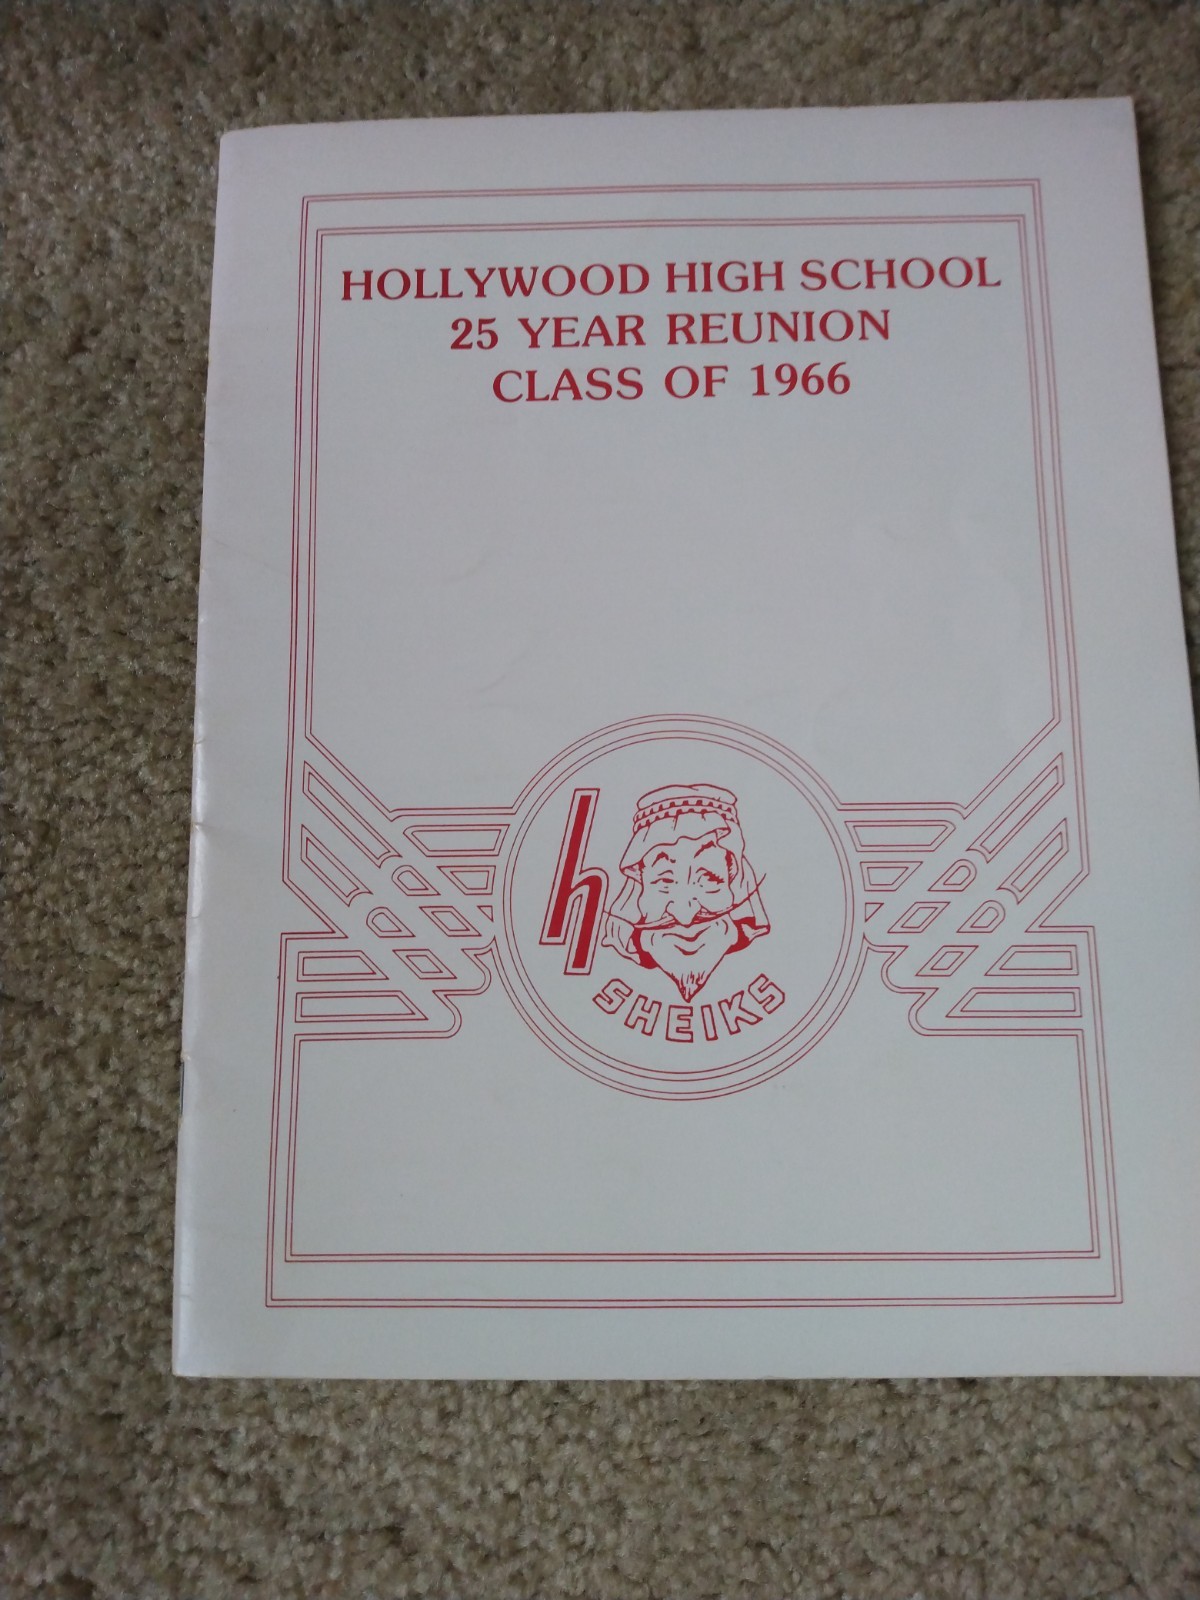 HOLLYWOOD HIGH SCHOOL
25 YEAR REUNION
CLASS OF 1966
h
SHEIKS